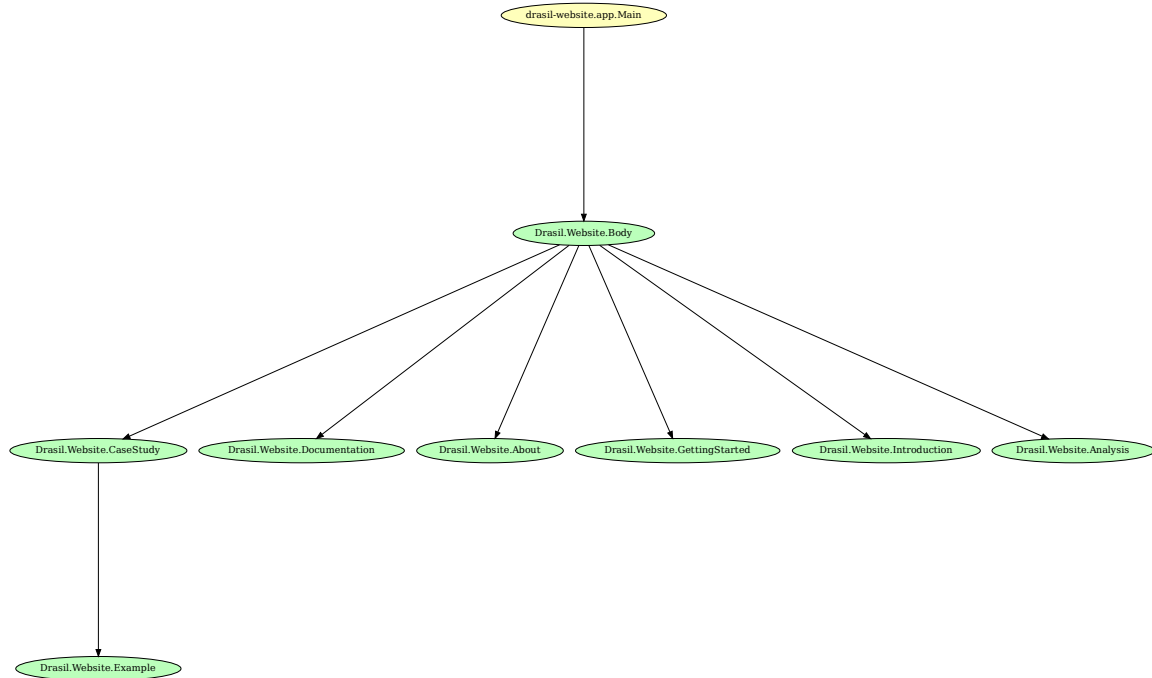 drasil-website.app.Main
Drasil.Website.Body
Drasil.Website.CaseStudy
Drasil.Website.Documentation
Drasil.Website.About
Drasil.Website.GettingStarted
Drasil.Website.Introduction
Drasil.Website.Analysis
Drasil.Website.Example